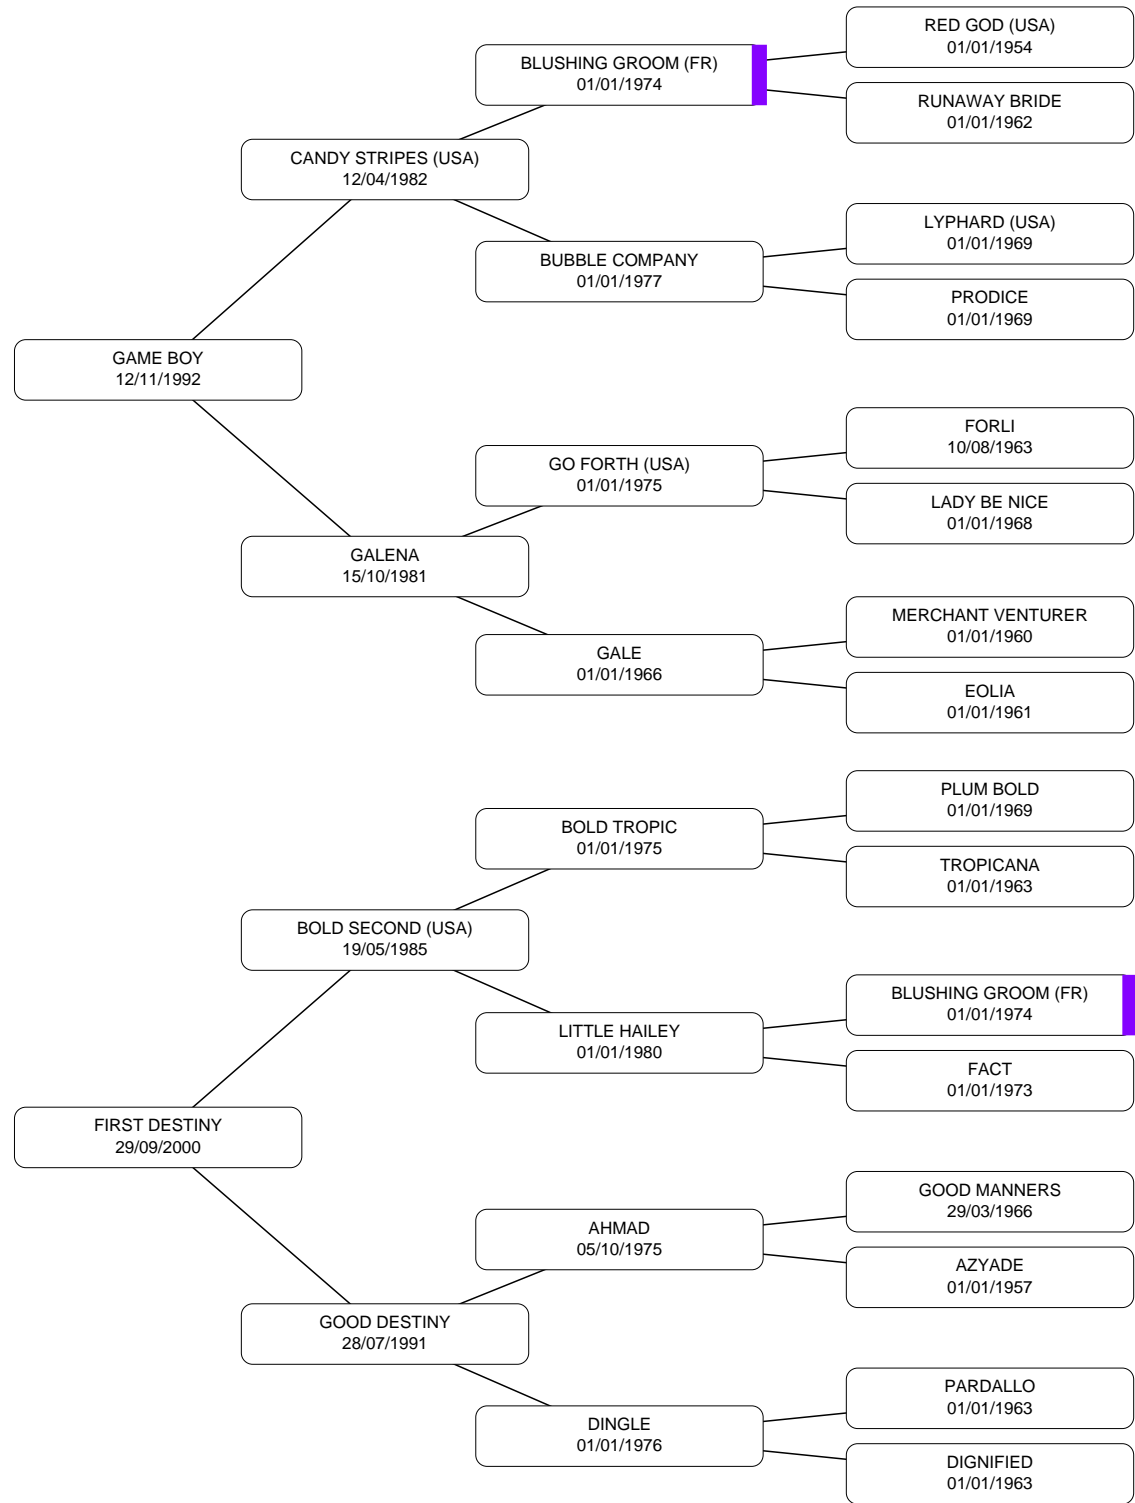 RED GOD (USA)
01/01/1954
BLUSHING GROOM (FR)
01/01/1974
RUNAWAY BRIDE
01/01/1962
CANDY STRIPES (USA)
12/04/1982
LYPHARD (USA)
01/01/1969
BUBBLE COMPANY
01/01/1977
PRODICE
01/01/1969
GAME BOY
12/11/1992
FORLI
10/08/1963
GO FORTH (USA)
01/01/1975
LADY BE NICE
01/01/1968
GALENA
15/10/1981
MERCHANT VENTURER
01/01/1960
GALE
01/01/1966
EOLIA
01/01/1961
PLUM BOLD
01/01/1969
BOLD TROPIC
01/01/1975
TROPICANA
01/01/1963
BOLD SECOND (USA)
19/05/1985
BLUSHING GROOM (FR)
01/01/1974
LITTLE HAILEY
01/01/1980
FACT
01/01/1973
FIRST DESTINY
29/09/2000
GOOD MANNERS
29/03/1966
AHMAD
05/10/1975
AZYADE
01/01/1957
GOOD DESTINY
28/07/1991
PARDALLO
01/01/1963
DINGLE
01/01/1976
DIGNIFIED
01/01/1963